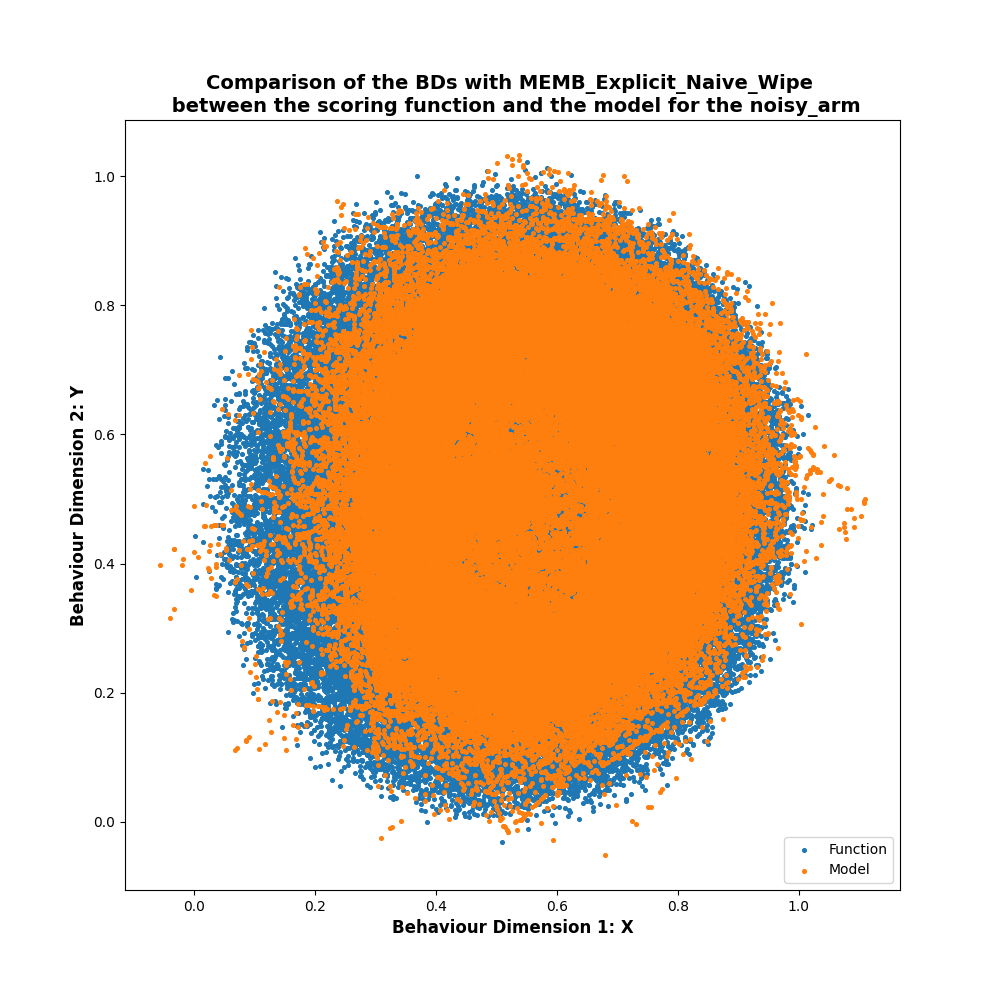 Comparison of the BDs with MEMB_Explicit_Naive_Wipe
between the scoring function and the model for the noisy_arm
1.0
0.8
0.6
0.4
0.2
0.0
Behaviour Dimension 2: Y
0.0 0.2 0.4 0.6 0.8 1.0
Behaviour Dimension 1: X
Function
Model